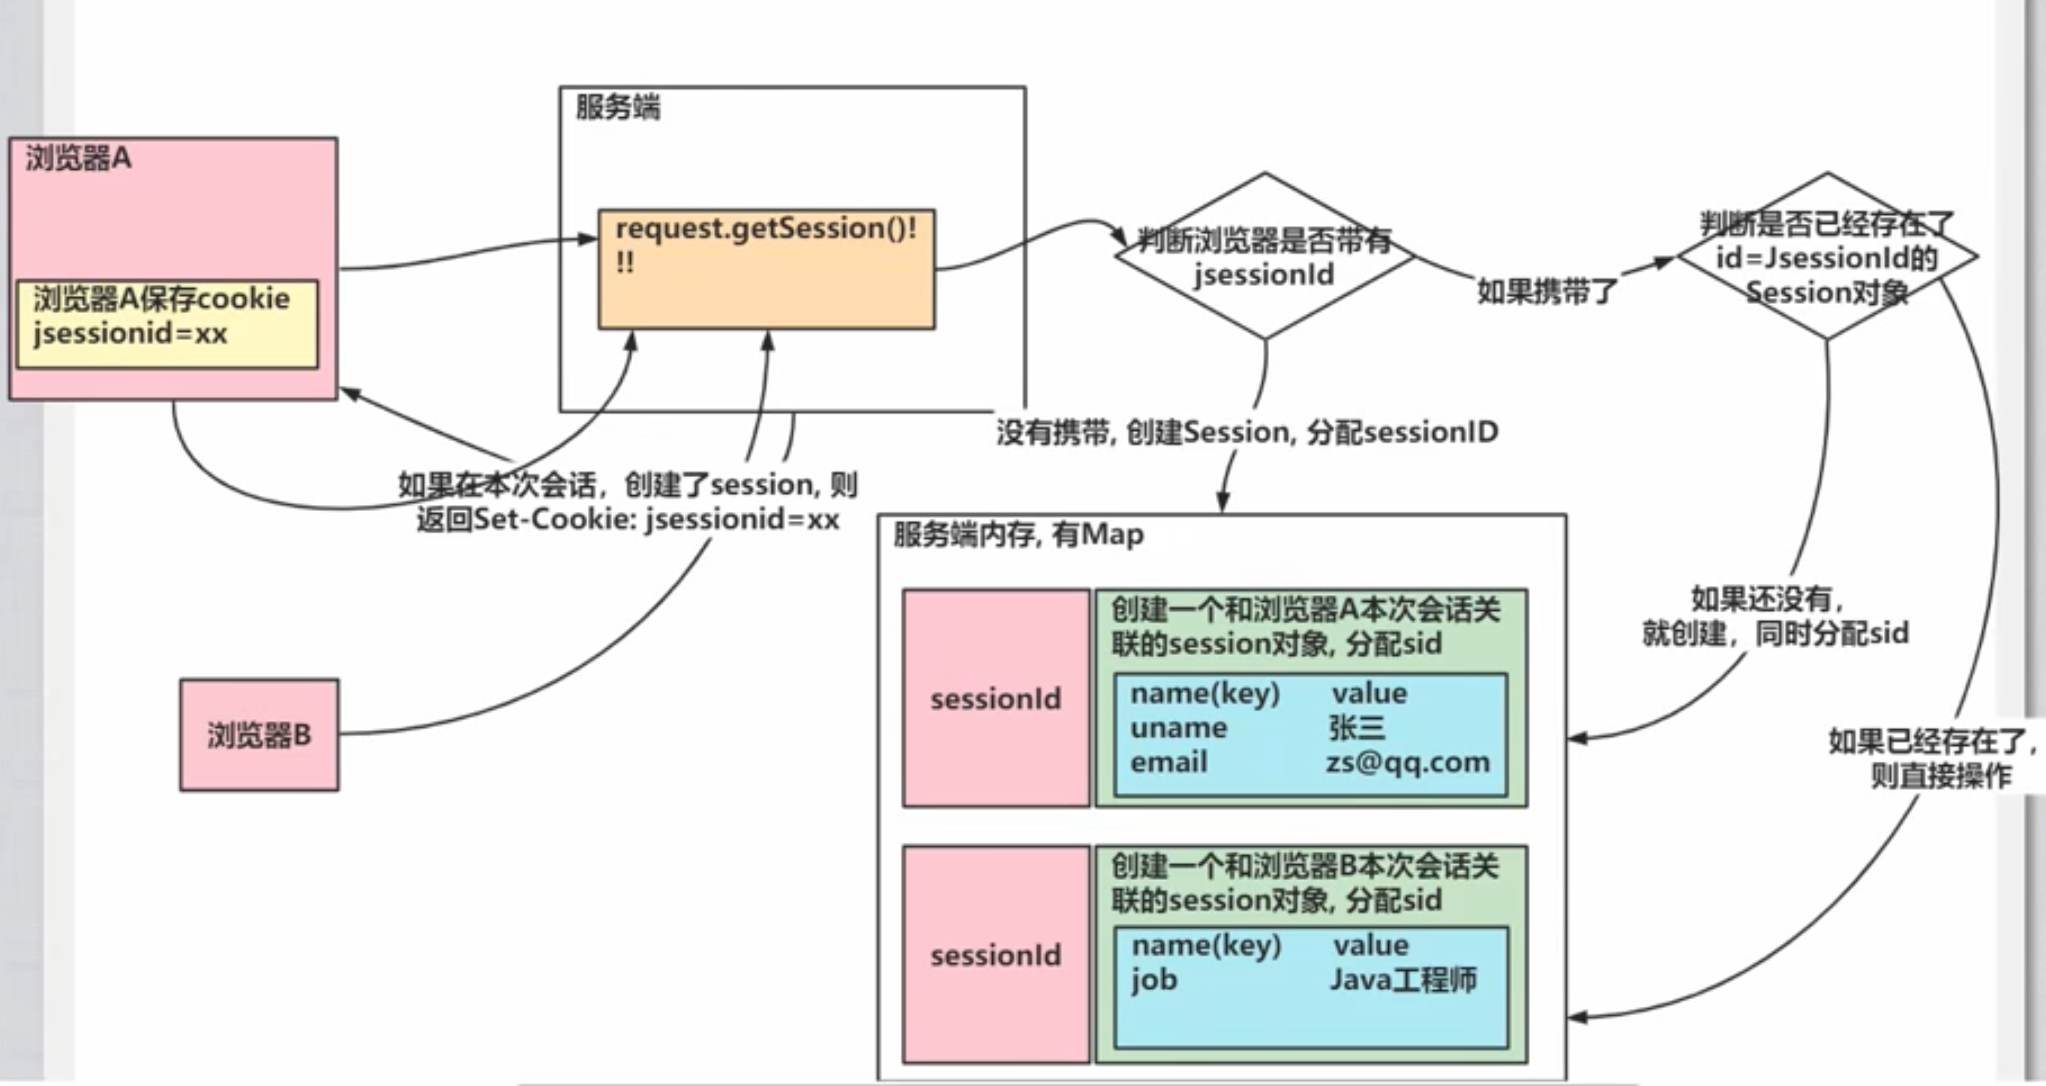 服务端
浏览器A
request.getSession()!
!!
浏览器A保存cookie
jsessionid=xx
判断浏览器是否带有
jsessionId
如果携带了
判断是否已经存在了
id=JsessionId的
Session对象
没有携带, 创建Session, 分配sessionID
如果在本次会话，创建了session, 则
返回Set-Cookie: jsessionid=xx
浏览器B
服务端内存, 有Map
sessionId
创建一个和浏览器A本次会话关
联的session对象, 分配sid
name(key) value
uname 张三
email zs@qq.com
sessionId
创建一个和浏览器B本次会话关
联的session对象, 分配sid
name(key) value
job Java工程师
如果还没有，
就创建，同时分配sid
如果已经存在了，
则直接操作